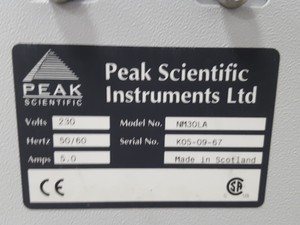 PEAK
SCIENTIFIC
Peak Scientific
Instruments Ltd
Volts 230 Model No. NM30LA
Hertz 50/60 Serial No. K05-09-67
Amps 5.0 Made in Scotland
CE